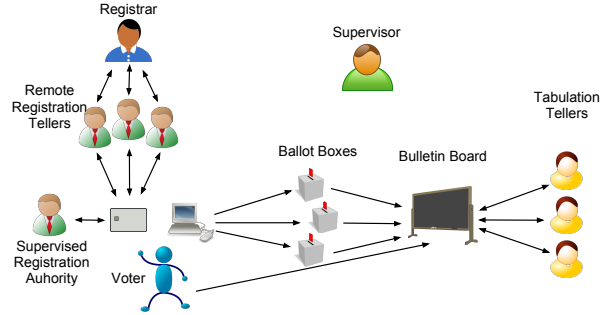 Registrar
Supervisor
Remote
Registration
Tellers
Tabulation
Tellers
Ballot Boxes
Bulletin Board
Supervised
Registration
Auhority
Voter